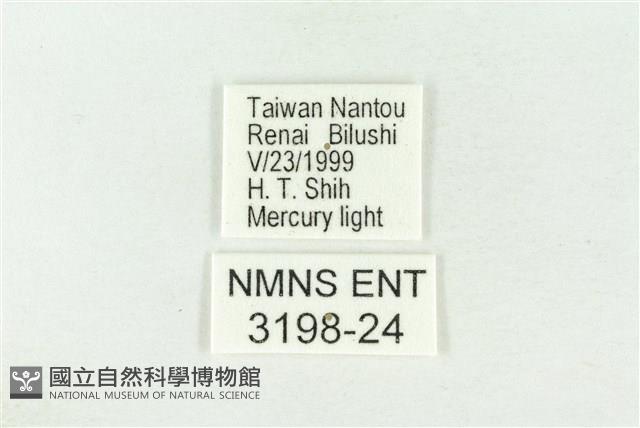 Taiwan Nantou
Renai Bilushi
V/23/1999
H. T. Shih
Mercury light
NMNS ENT
3198-24
國立自然科學博物館
NATIONAL MUSEUM OF NATURAL SCIENCE